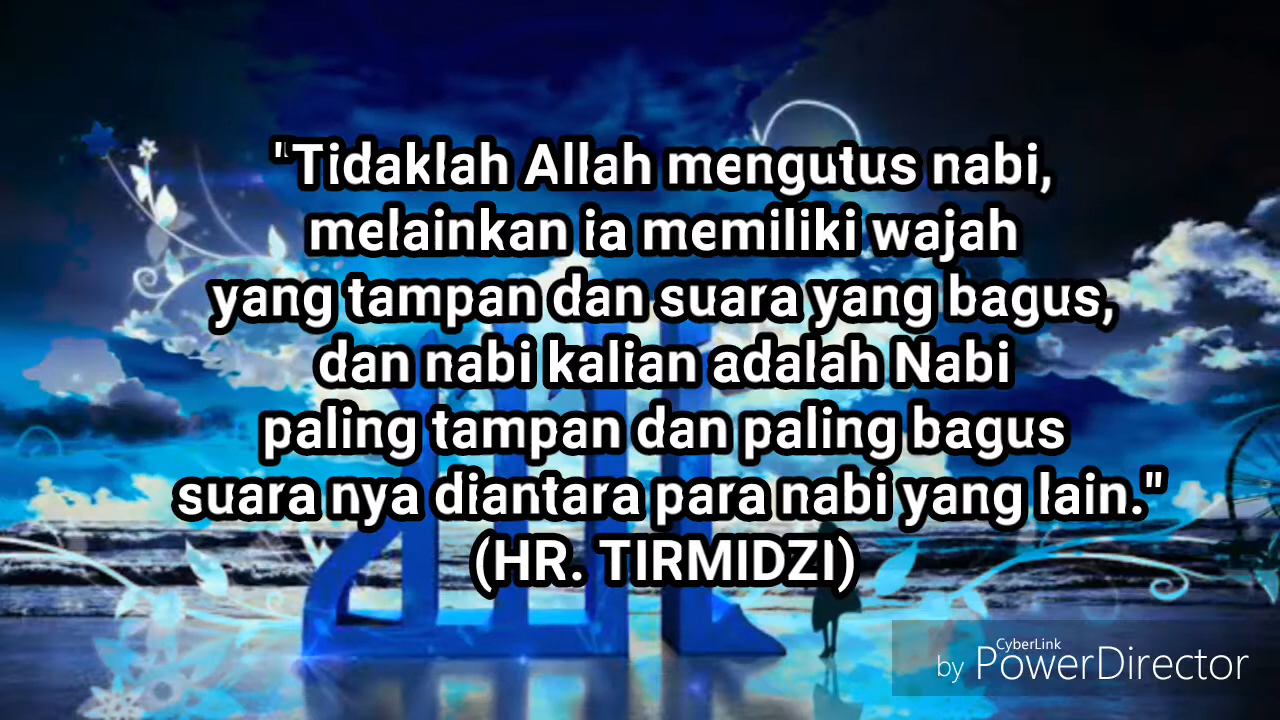 "Tidaklah Allah mengutus nabi,
melainkan ia memiliki wajah
yang tampan dan suara yang bagus,
dan nabi kalian adalah Nabi
paling tampan dan paling bagus
suara nya diantara para nabi yang lain."
(HR. TIRMIDZI)
الله
CyberLink
by PowerDirector